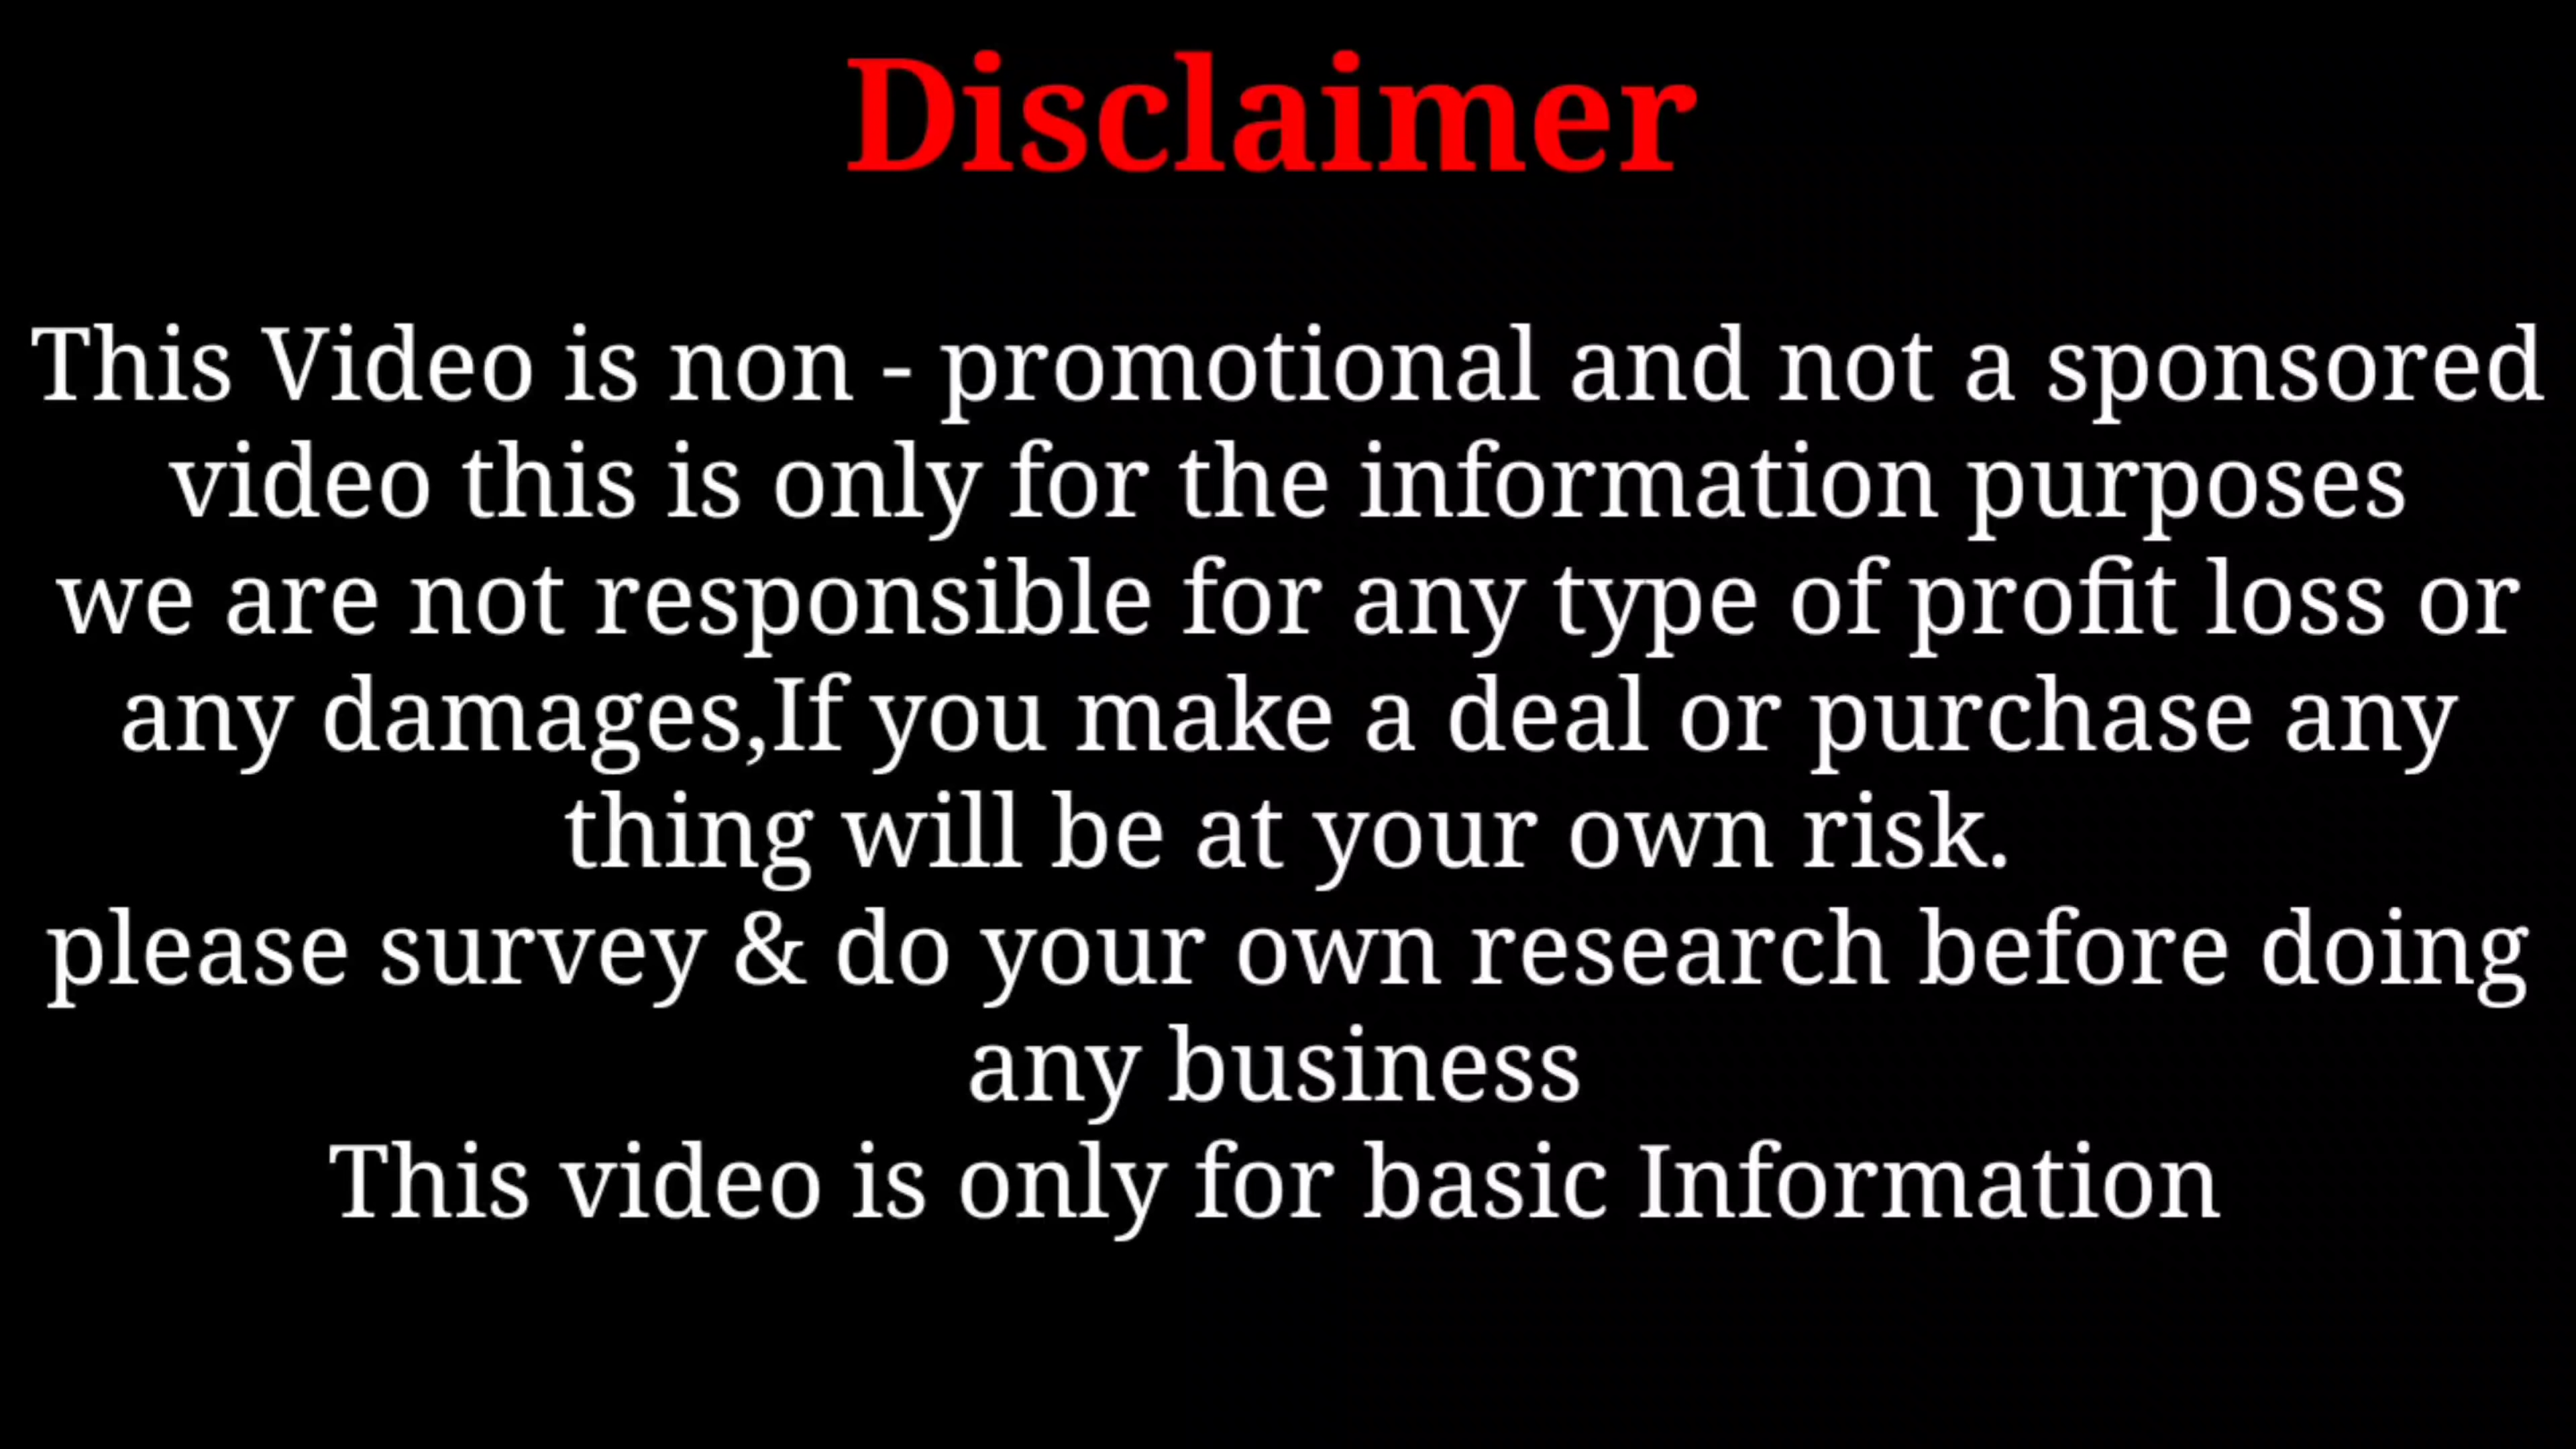 Disclaimer
This Video is non - promotional and not a sponsored
video this is only for the information purposes
we are not responsible for any type of profit loss or
any damages,If you make a deal or purchase any
thing will be at your own risk.
please survey & do your own research before doing
any business
This video is only for basic Information